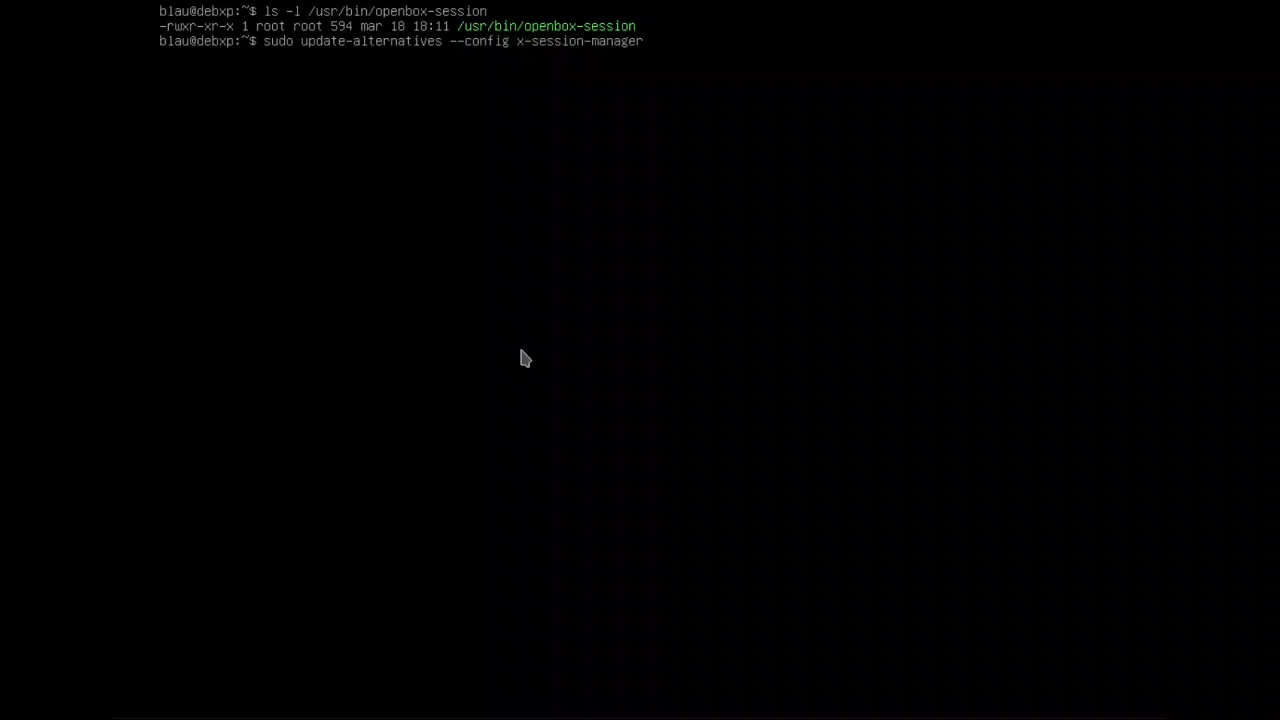 blau@debxp:~$ ls -l /usr/bin/openbox-session
-rwxr-xr-x 1 root root 594 mar 18 18:11 /usr/bin/openbox-session
blau@debxp:~$ sudo update-alternatives --config x-session-manager